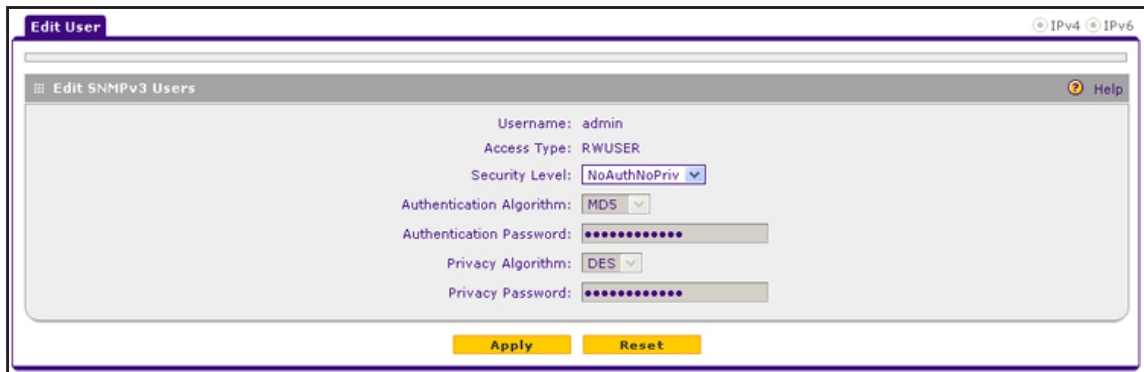 Edit User
IPv4 IPv6
Edit SNMPv3 Users
Help
Username: admin
Access Type: RWUSER
Security Level: NoAuthNoPriv
Authentication Algorithm: MD5
Authentication Password: ••••••••••••
Privacy Algorithm: DES
Privacy Password: ••••••••••••
Apply Reset